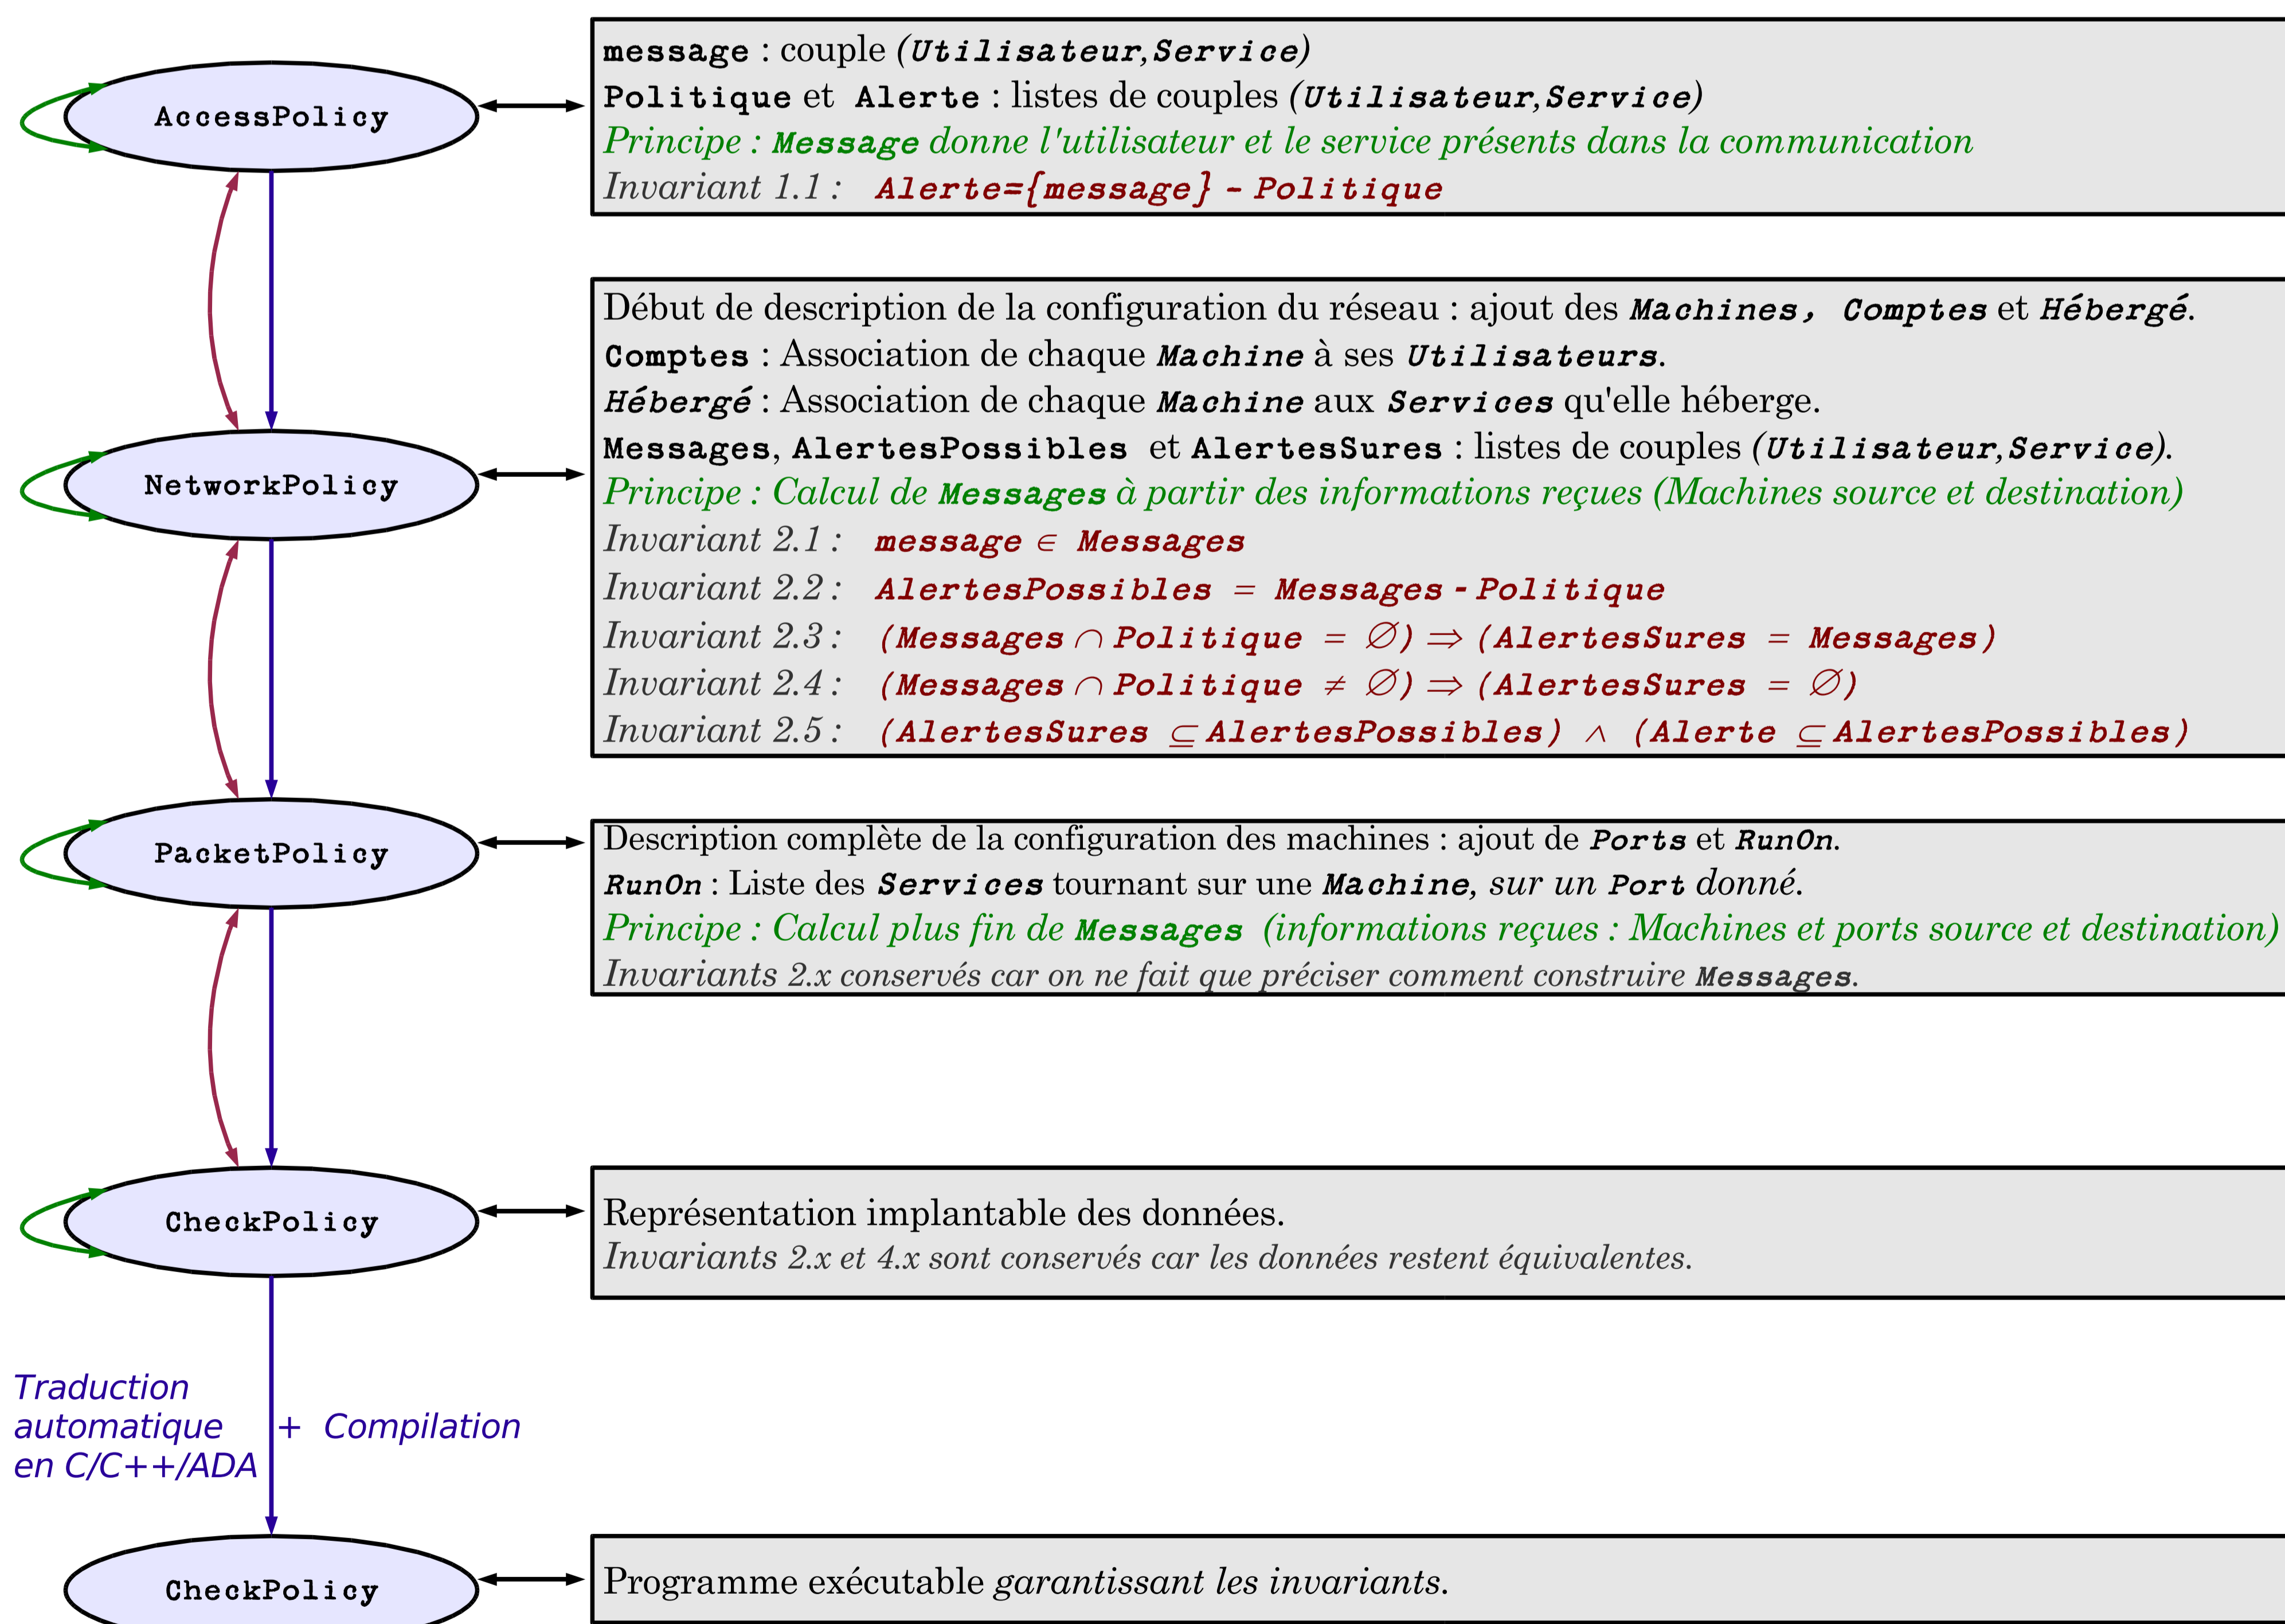 message : couple (Utilisateur,Service)
Politique et Alerte : listes de couples (Utilisateur,Service)
AccessPolicy
Principe : Message donne l'utilisateur et le service présents dans la communication
Invariant 1.1 : Alerte={message} - Politique
Début de description de la configuration du réseau : ajout des Machines, Comptes et Hébergé.
Comptes : Association de chaque Machine à ses Utilisateurs.
Hébergé : Association de chaque Machine aux Services qu'elle héberge.
Messages, AlertesPossibles et AlertesSures : listes de couples (Utilisateur,Service).
NetworkPolicy
Principe : Calcul de Messages à partir des informations reçues (Machines source et destination)
Invariant 2.1 : message ∈ Messages
Invariant 2.2 : AlertesPossibles = Messages - Politique
Invariant 2.3 : (Messages ∩ Politique = ∅) ⇒ (AlertesSures = Messages)
Invariant 2.4 : (Messages ∩ Politique ≠ ∅) ⇒ (AlertesSures = ∅)
Invariant 2.5 : (AlertesSures ⊆ AlertesPossibles) ∧ (Alerte ⊆ AlertesPossibles)
Description complète de la configuration des machines : ajout de Ports et RunOn.
PacketPolicy
RunOn : Liste des Services tournant sur une Machine, sur un Port donné.
Principe : Calcul plus fin de Messages (informations reçues : Machines et ports source et destination)
Invariants 2.x conservés car on ne fait que préciser comment construire Messages.
CheckPolicy
Représentation implantable des données.
Invariants 2.x et 4.x sont conservés car les données restent équivalentes.
Traduction
automatique + Compilation
en C/C++/ADA
CheckPolicy
Programme exécutable garantissant les invariants.